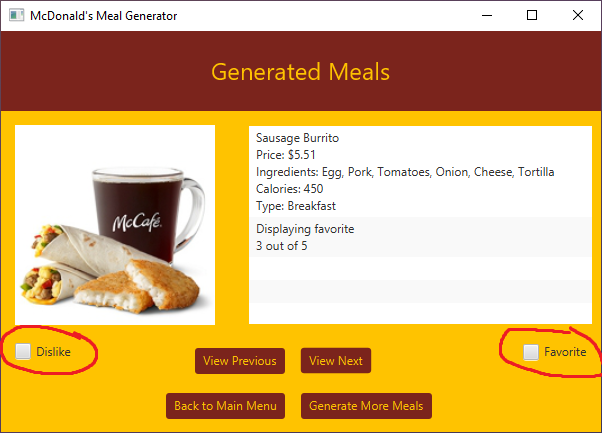 McDonald's Meal Generator
Generated Meals
McCafé.
Sausage Burrito
Price: $5.51
Ingredients: Egg, Pork, Tomatoes, Onion, Cheese, Tortilla
Calories: 450
Type: Breakfast
Displaying favorite
3 out of 5
Dislike
Favorite
View Previous
View Next
Back to Main Menu
Generate More Meals